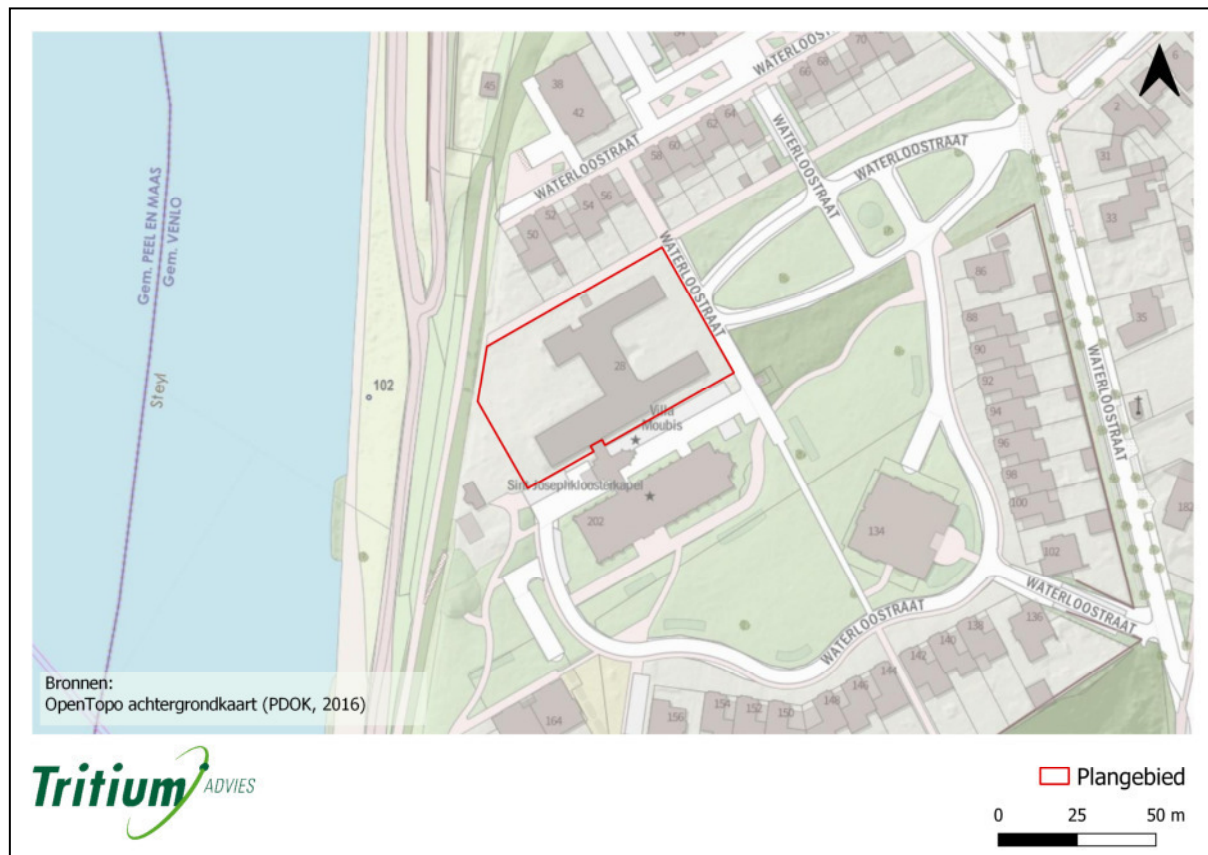 Gem. PEEL EN MAAS
Gem. VENLO
Steyl
102
45
38
42
WATERLOOSTRAAT
50
52
54
56
58
60
62
64
66
68
70
WATERLOOSTRAAT
WATERLOOSTRAAT
WATERLOOSTRAAT
WATERLOOSTRAAT
28
Villa
Moubis
Sint Josephkloosterkapel
202
134
6
2
31
33
35
86
88
90
92
94
96
98
100
102
182
WATERLOOSTRAAT
WATERLOOSTRAAT
WATERLOOSTRAAT
136
138
140
142
144
146
148
150
152
154
156
164
Bronnen:
OpenTopo achtergrondkaart (PDOK, 2016)
Tritium ADVIES
Plangebied
0 25 50 m